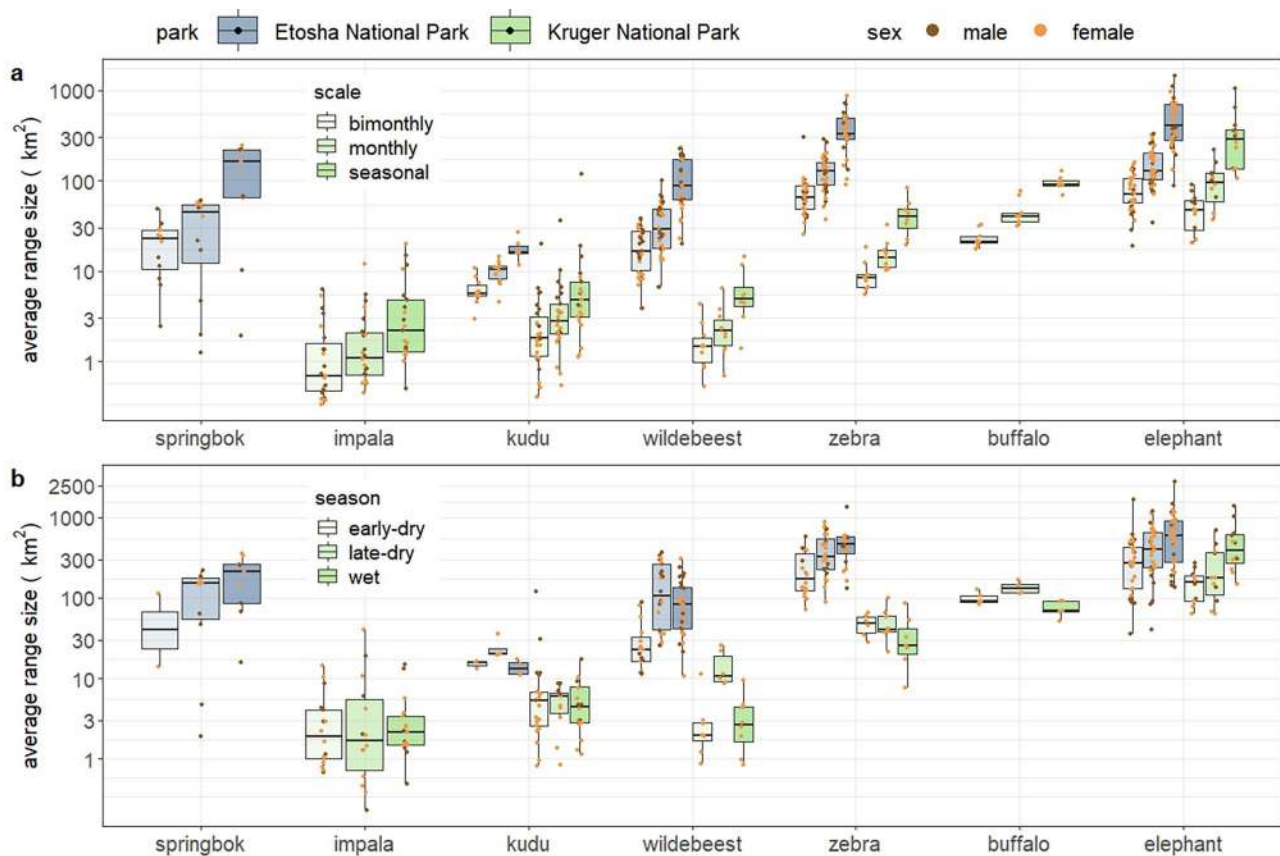 park Etosha National Park Kruger National Park sex male female
a
average range size ( km²)
1000
300
100
30
10
3
1
scale
bimonthly
monthly
seasonal
springbok impala kudu wildebeest zebra buffalo elephant
b
average range size ( km²)
2500
1000
300
100
30
10
3
1
season
early-dry
late-dry
wet
springbok impala kudu wildebeest zebra buffalo elephant